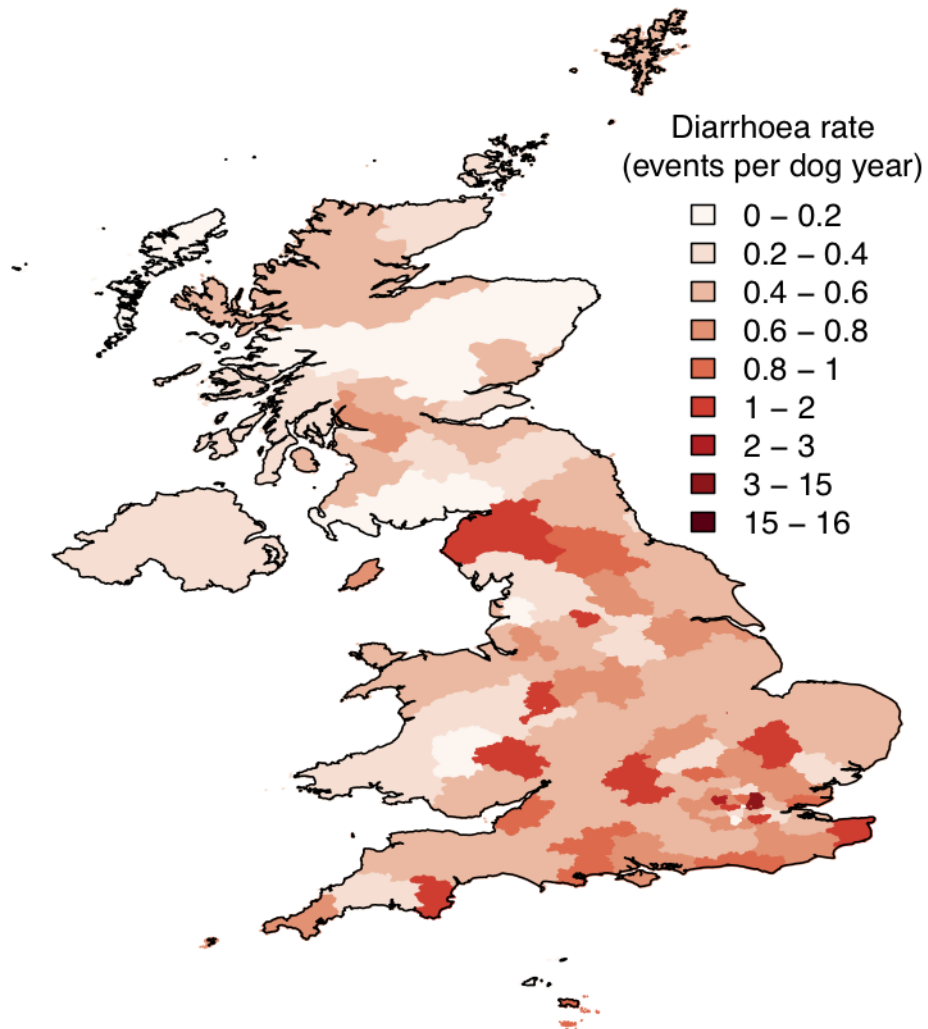 Diarrhoea rate
(events per dog year)
0 – 0.2
0.2 – 0.4
0.4 – 0.6
0.6 – 0.8
0.8 – 1
1 – 2
2 – 3
3 – 15
15 – 16